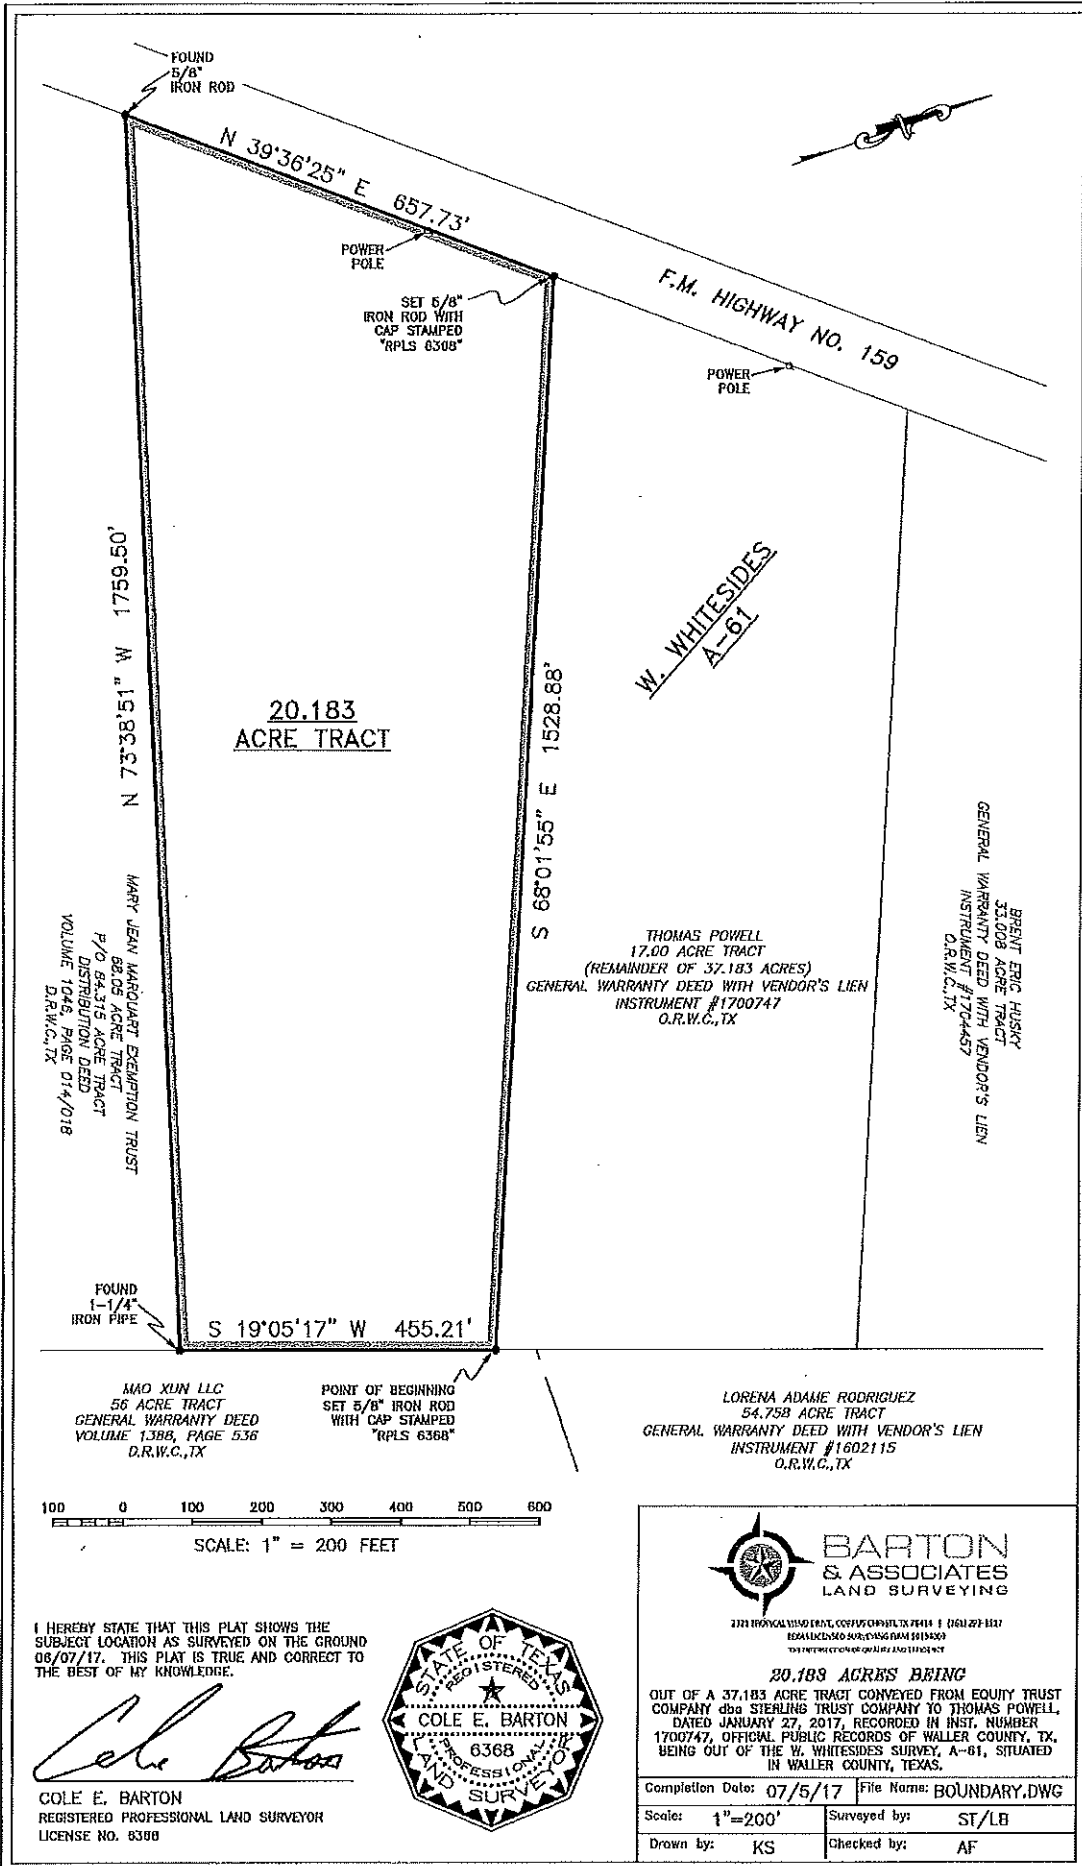 FOUND
5/8"
IRON ROD
N 39°36'25" E 657.73'
POWER
POLE
SET 5/8"
IRON ROD WITH
CAP STAMPED
"RPLS 6368"
F.M. HIGHWAY NO. 159
POWER
POLE
N 73°38'51" W 1759.50'
W. WHITESIDES
A-61
20.183
ACRE TRACT
S 68°01'55" E 1528.88'
MARY JEAN MARQUART EXEMPTION TRUST
68.05 ACRE TRACT
P/O 84.315 ACRE TRACT
DISTRIBUTION DEED
VOLUME 1046, PAGE 014/018
D.R.W.C.,TX
THOMAS POWELL
17.00 ACRE TRACT
(REMAINDER OF 37.183 ACRES)
GENERAL WARRANTY DEED WITH VENDOR'S LIEN
INSTRUMENT #1700747
O.R.W.C.,TX
BRENT ERIC HUSKY
33.008 ACRE TRACT
GENERAL WARRANTY DEED WITH VENDOR'S LIEN
INSTRUMENT #1704457
O.R.W.C.,TX
FOUND
1-1/4"
IRON PIPE
S 19°05'17" W 455.21'
MAO XUN LLC
56 ACRE TRACT
GENERAL WARRANTY DEED
VOLUME 1388, PAGE 536
D.R.W.C.,TX
POINT OF BEGINNING
SET 5/8" IRON ROD
WITH CAP STAMPED
"RPLS 6368"
LORENA ADAME RODRIGUEZ
54.758 ACRE TRACT
GENERAL WARRANTY DEED WITH VENDOR'S LIEN
INSTRUMENT #1602115
O.R.W.C.,TX
100 0 100 200 300 400 500 600
SCALE: 1" = 200 FEET
I HEREBY STATE THAT THIS PLAT SHOWS THE
SUBJECT LOCATION AS SURVEYED ON THE GROUND
06/07/17. THIS PLAT IS TRUE AND CORRECT TO
THE BEST OF MY KNOWLEDGE.
Cole Barton
COLE E. BARTON
REGISTERED PROFESSIONAL LAND SURVEYOR
LICENSE NO. 6368
STATE OF TEXAS
REGISTERED
COLE E. BARTON
6368
PROFESSIONAL
LAND SURVEYOR
BARTON
& ASSOCIATES
LAND SURVEYING
20.183 ACRES BEING
OUT OF A 37.183 ACRE TRACT CONVEYED FROM EQUITY TRUST
COMPANY dba STERLING TRUST COMPANY TO THOMAS POWELL,
DATED JANUARY 27, 2017, RECORDED IN INST. NUMBER
1700747, OFFICIAL PUBLIC RECORDS OF WALLER COUNTY, TX,
BEING OUT OF THE W. WHITESIDES SURVEY, A-61, SITUATED
IN WALLER COUNTY, TEXAS.
Completion Date: 07/5/17 File Name: BOUNDARY.DWG
Scale: 1"=200' Surveyed by: ST/LB
Drawn by: KS Checked by: AF